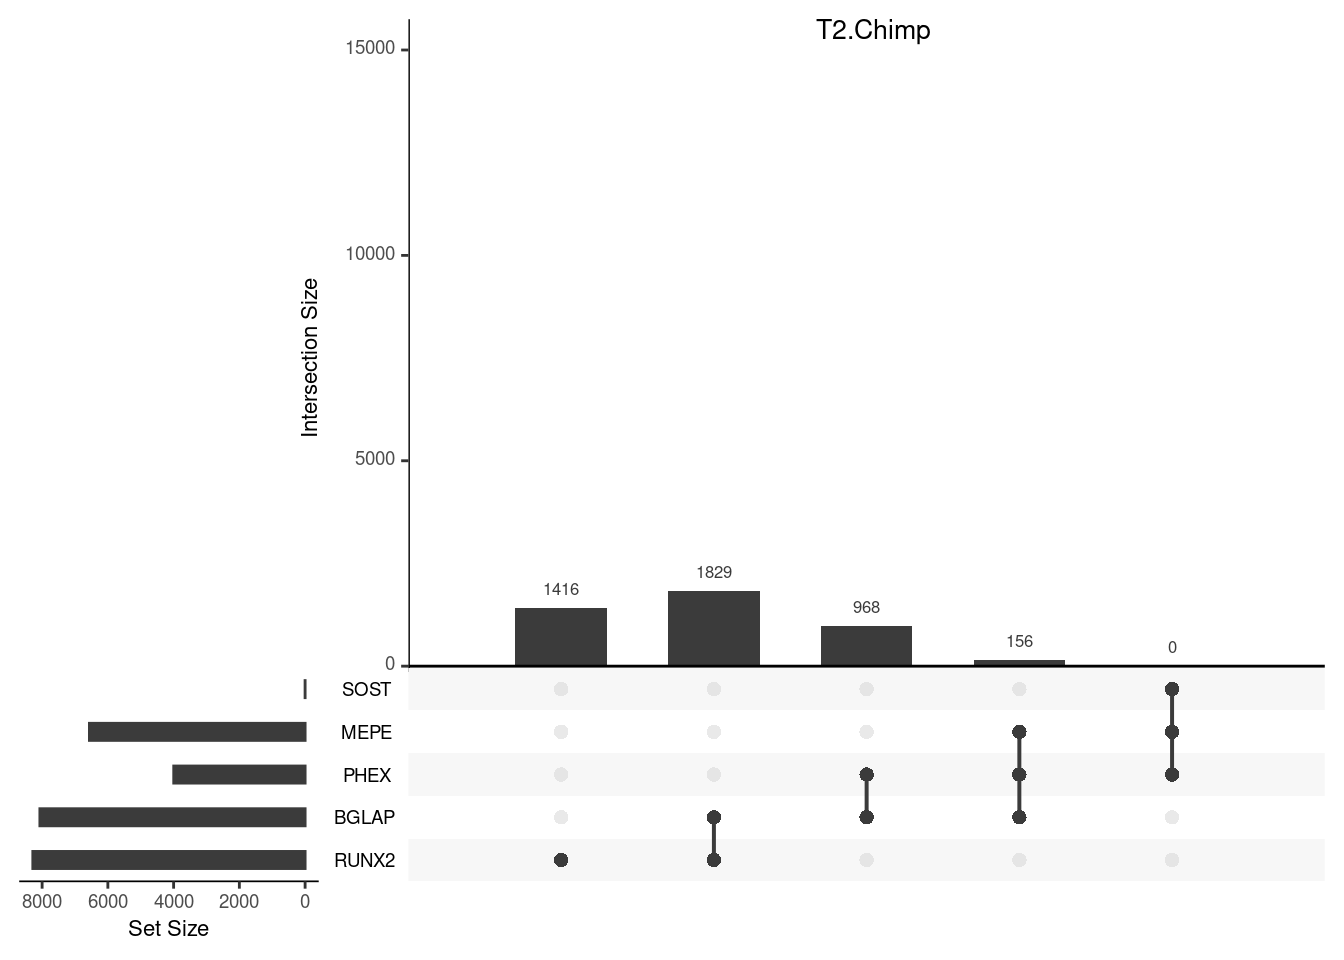 T2.Chimp
15000
10000
5000
0
Intersection Size
1416
1829
968
156
0
SOST
MEPE
PHEX
BGLAP
RUNX2
8000 6000 4000 2000 0
Set Size